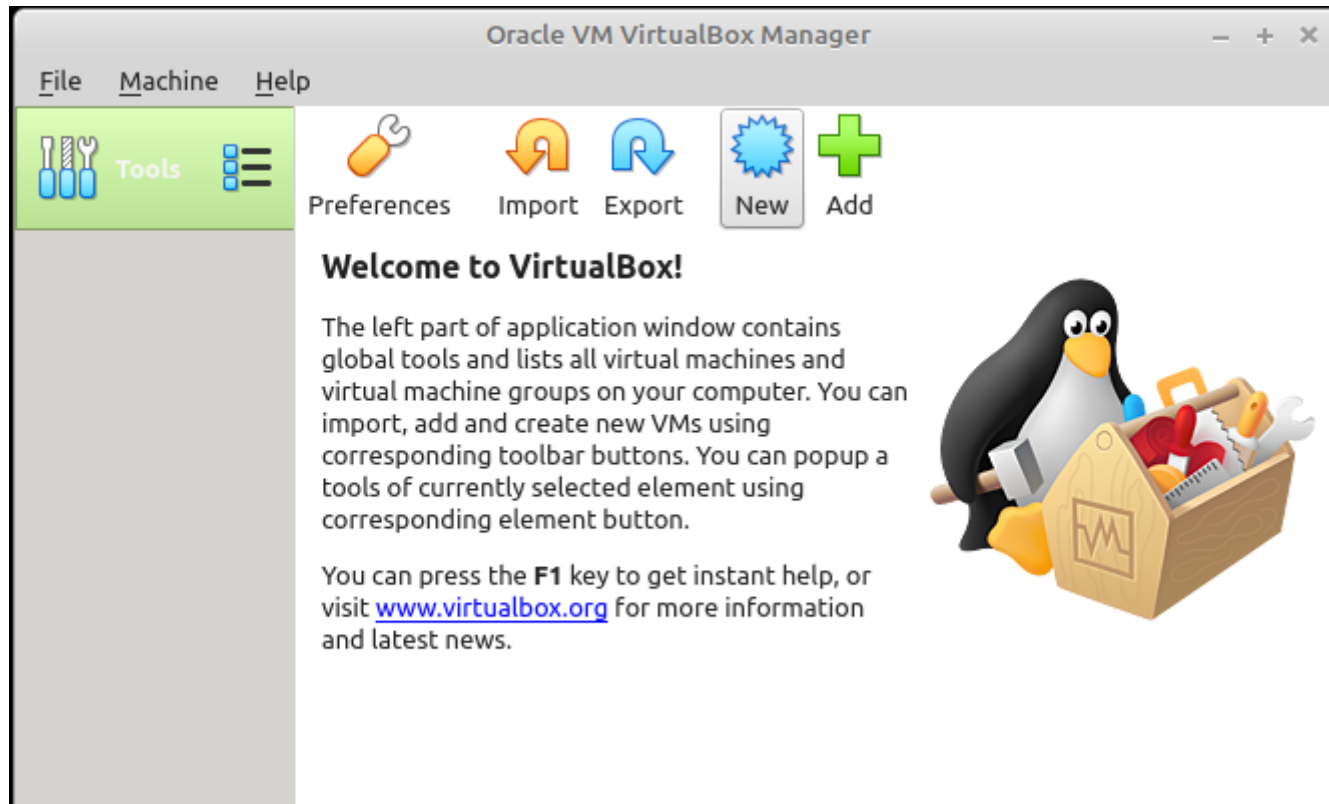 Oracle VM VirtualBox Manager
File Machine Help
Tools
Preferences Import Export New Add
Welcome to VirtualBox!
The left part of application window contains
global tools and lists all virtual machines and
virtual machine groups on your computer. You can
import, add and create new VMs using
corresponding toolbar buttons. You can popup a
tools of currently selected element using
corresponding element button.
You can press the F1 key to get instant help, or
visit www.virtualbox.org for more information
and latest news.